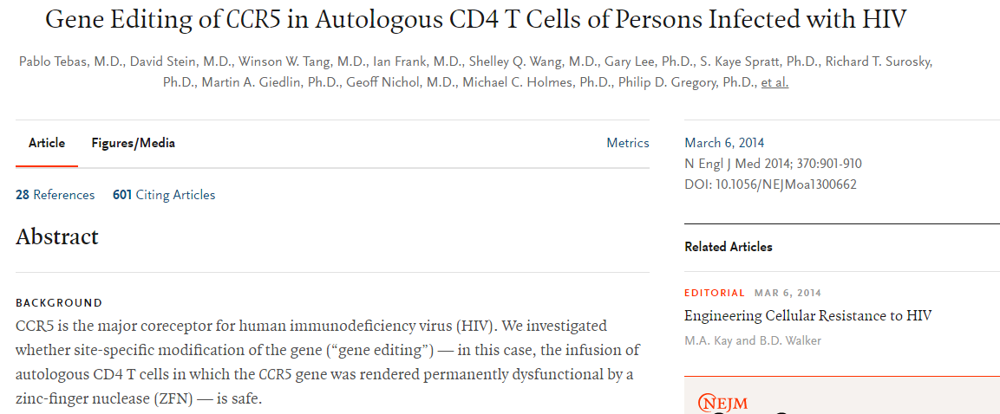 Gene Editing of CCR5 in Autologous CD4 T Cells of Persons Infected with HIV
Pablo Tebas, M.D., David Stein, M.D., Winson W. Tang, M.D., Ian Frank, M.D., Shelley Q. Wang, M.D., Gary Lee, Ph.D., S. Kaye Spratt, Ph.D., Richard T. Surosky,
Ph.D., Martin A. Giedlin, Ph.D., Geoff Nichol, M.D., Michael C. Holmes, Ph.D., Philip D. Gregory, Ph.D., et al.
Article Figures/Media Metrics
28 References 601 Citing Articles
Abstract
BACKGROUND
CCR5 is the major coreceptor for human immunodeficiency virus (HIV). We investigated
whether site-specific modification of the gene (“gene editing”) — in this case, the infusion of
autologous CD4 T cells in which the CCR5 gene was rendered permanently dysfunctional by a
zinc-finger nuclease (ZFN) — is safe.
March 6, 2014
N Engl J Med 2014; 370:901-910
DOI: 10.1056/NEJMoa1300662
Related Articles
EDITORIAL MAR 6, 2014
Engineering Cellular Resistance to HIV
M.A. Kay and B.D. Walker
NEJM